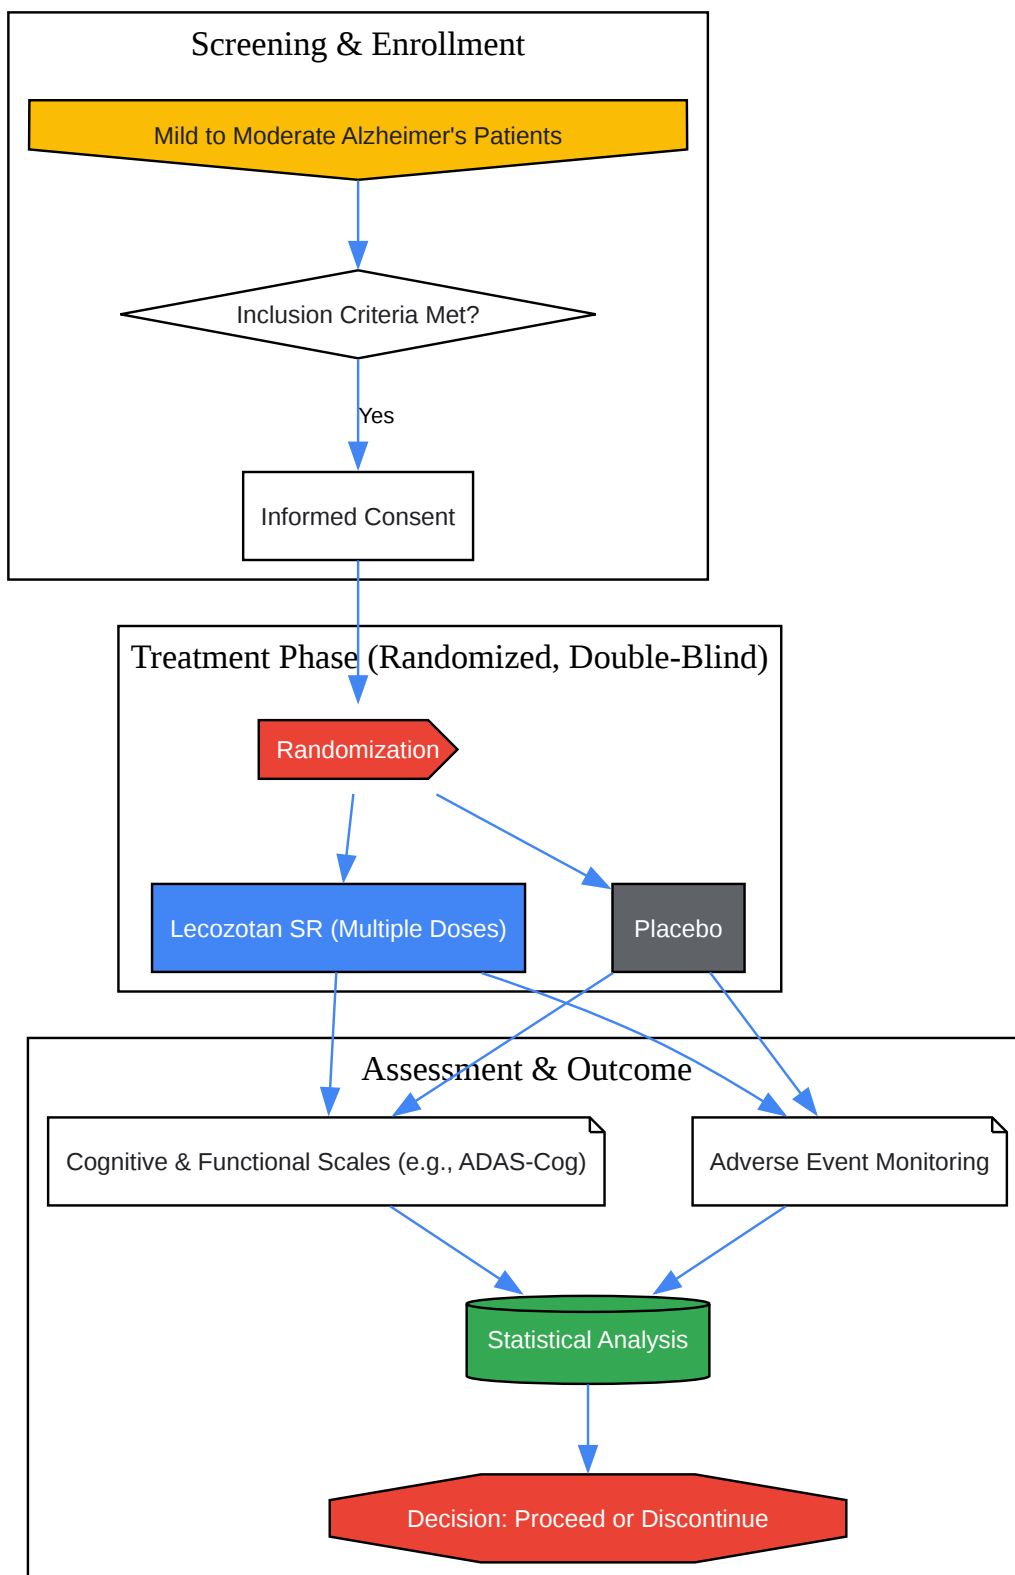 Screening & Enrollment
Mild to Moderate Alzheimer's Patients
Inclusion Criteria Met?
Yes
Informed Consent
Treatment Phase (Randomized, Double-Blind)
Randomization
Lecozotan SR (Multiple Doses)
Placebo
Assessment & Outcome
Cognitive & Functional Scales (e.g., ADAS-Cog)
Adverse Event Monitoring
Statistical Analysis
Decision: Proceed or Discontinue